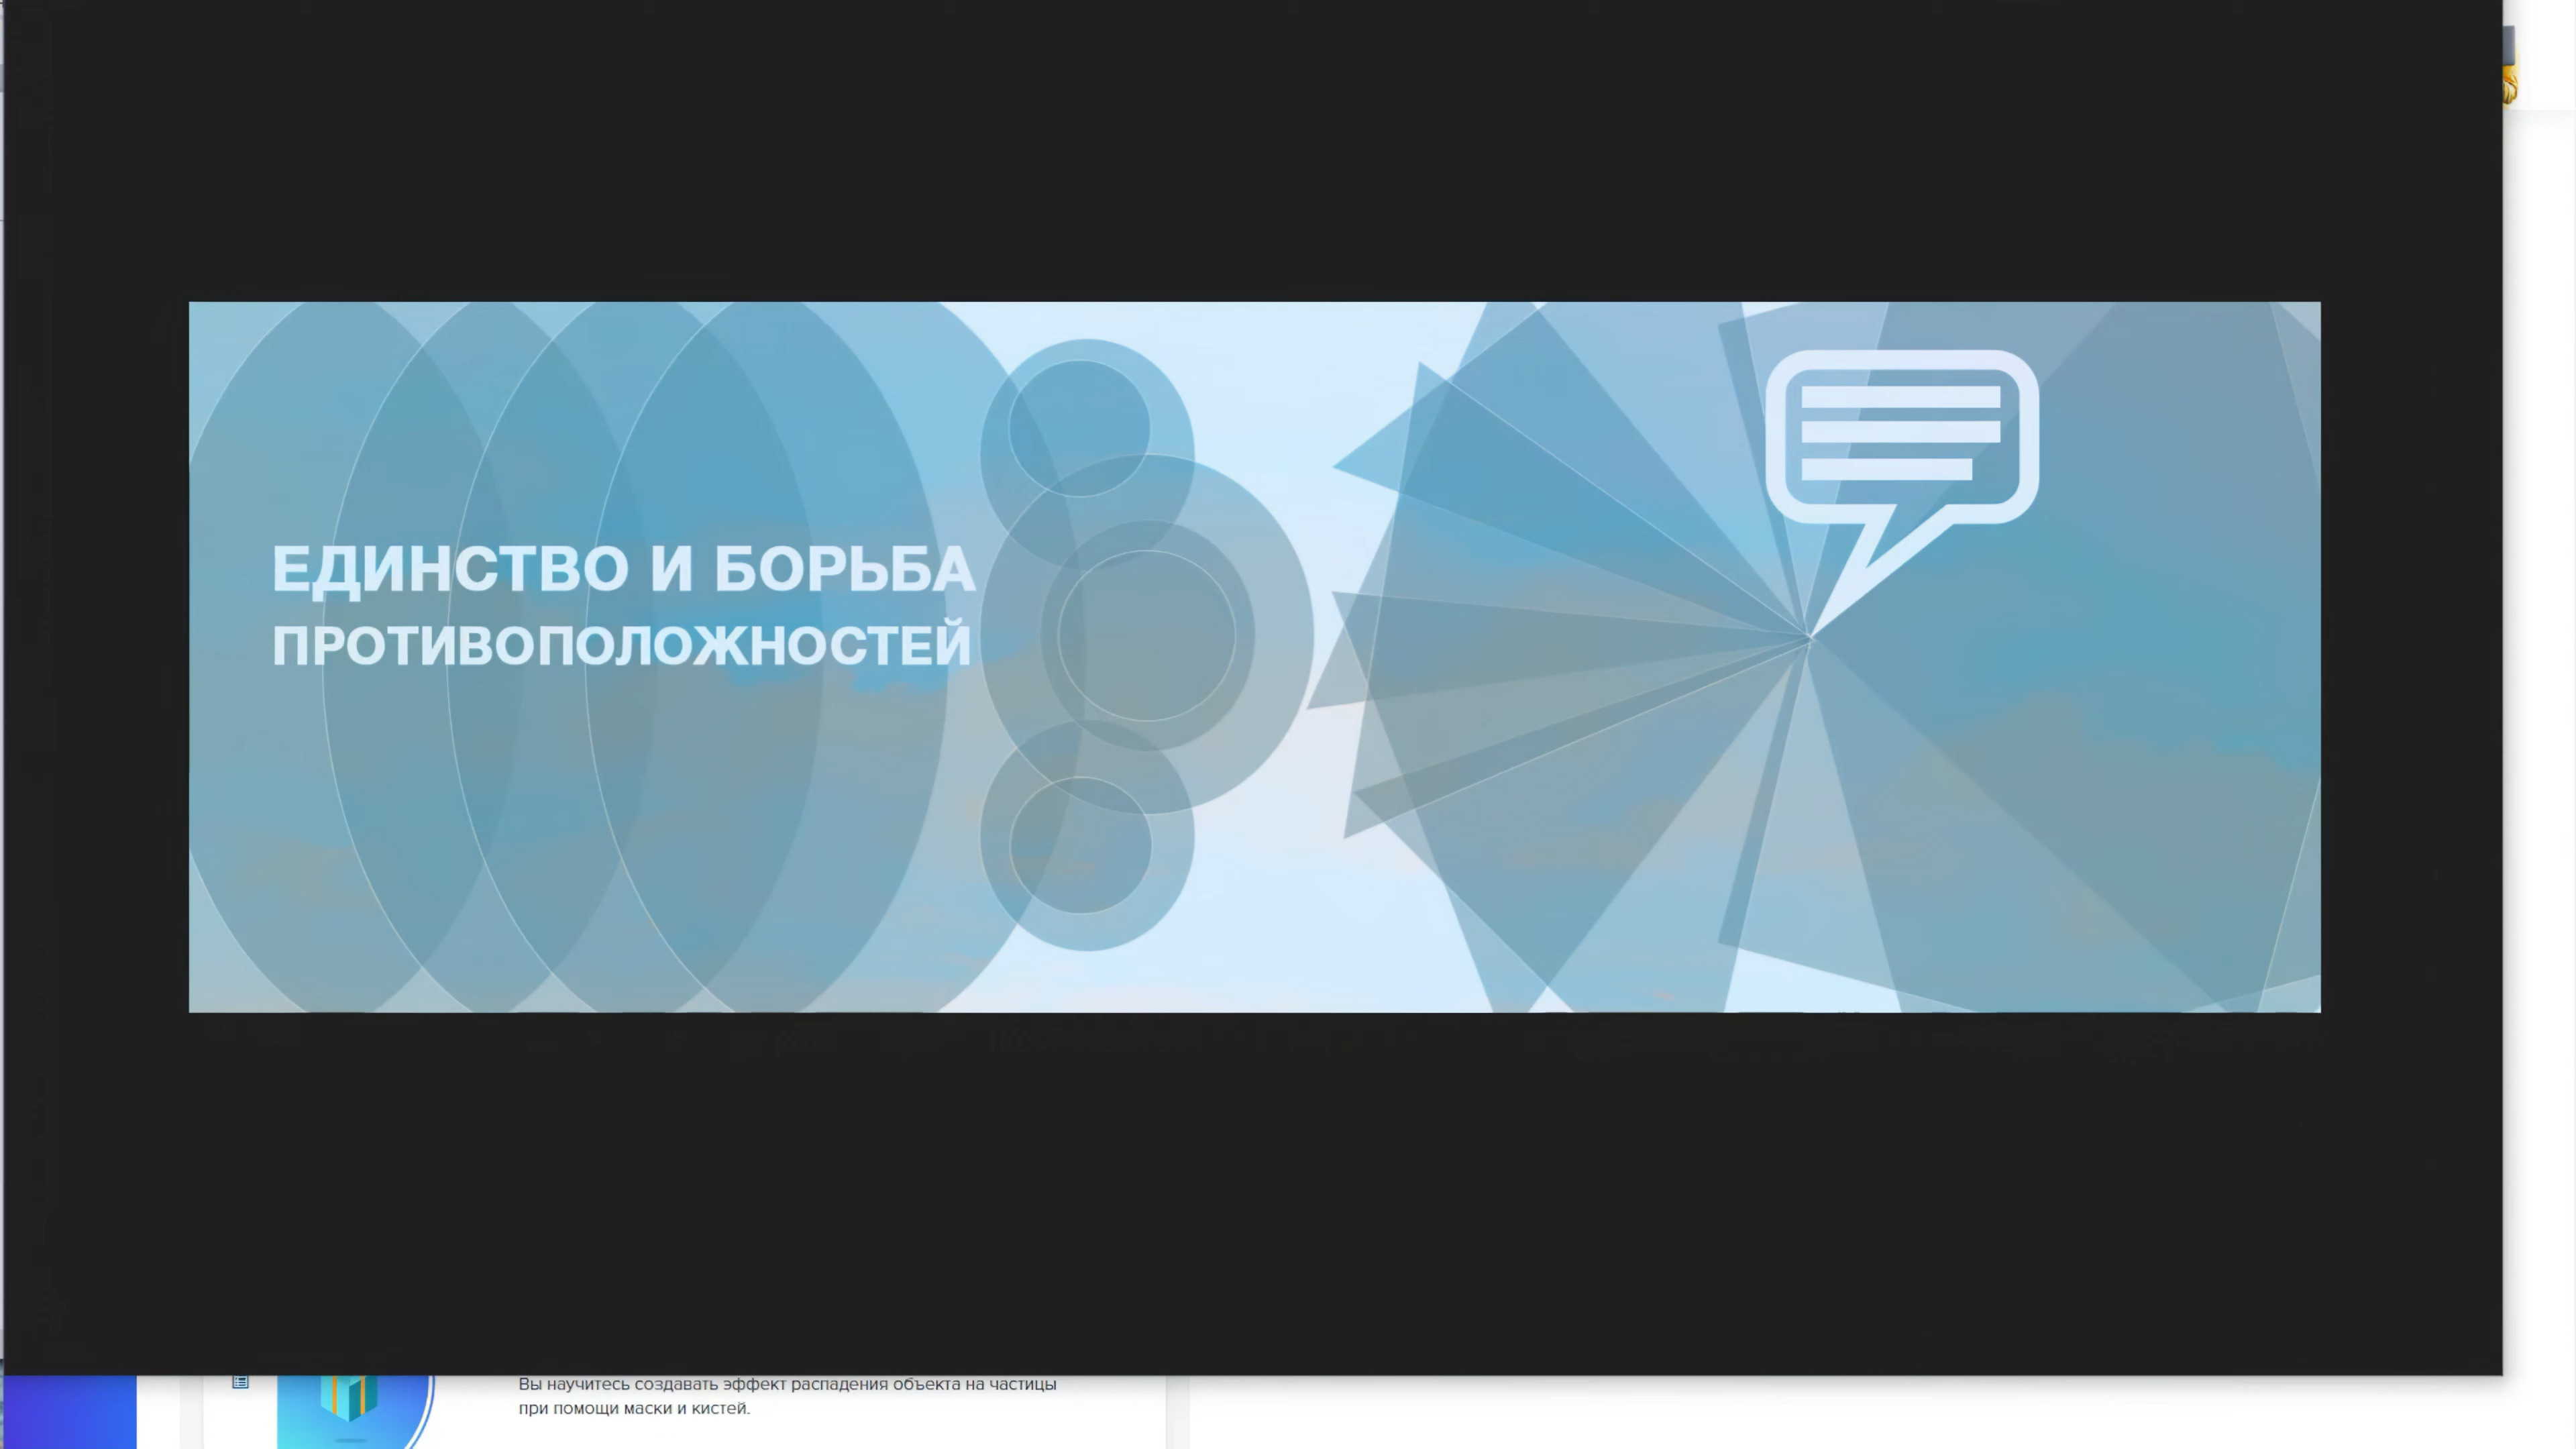 ЕДИНСТВО И БОРЬБА
ПРОТИВОПОЛОЖНОСТЕЙ
Вы научитесь создавать эффект распадения объекта на частицы
при помощи маски и кистей.